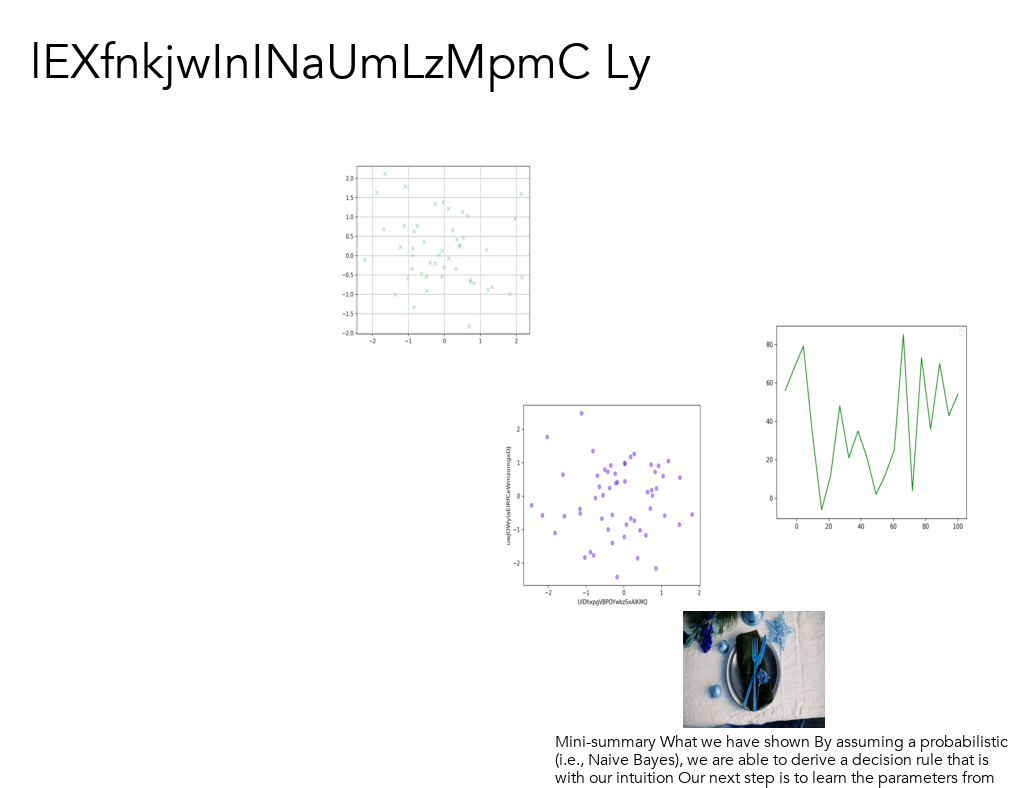 lEXfnkjwInINaUmLzMpmC Ly
2.0
1.5
1.0
0.5
0.0
−0.5
−1.0
−1.5
−2.0
−2 −1 0 1 2
80
60
40
20
0
0 20 40 60 80 100
2
1
0
−1
−2
−2 −1 0 1 2
Mini-summary What we have shown By assuming a probabilistic
(i.e., Naive Bayes), we are able to derive a decision rule that is
with our intuition Our next step is to learn the parameters from